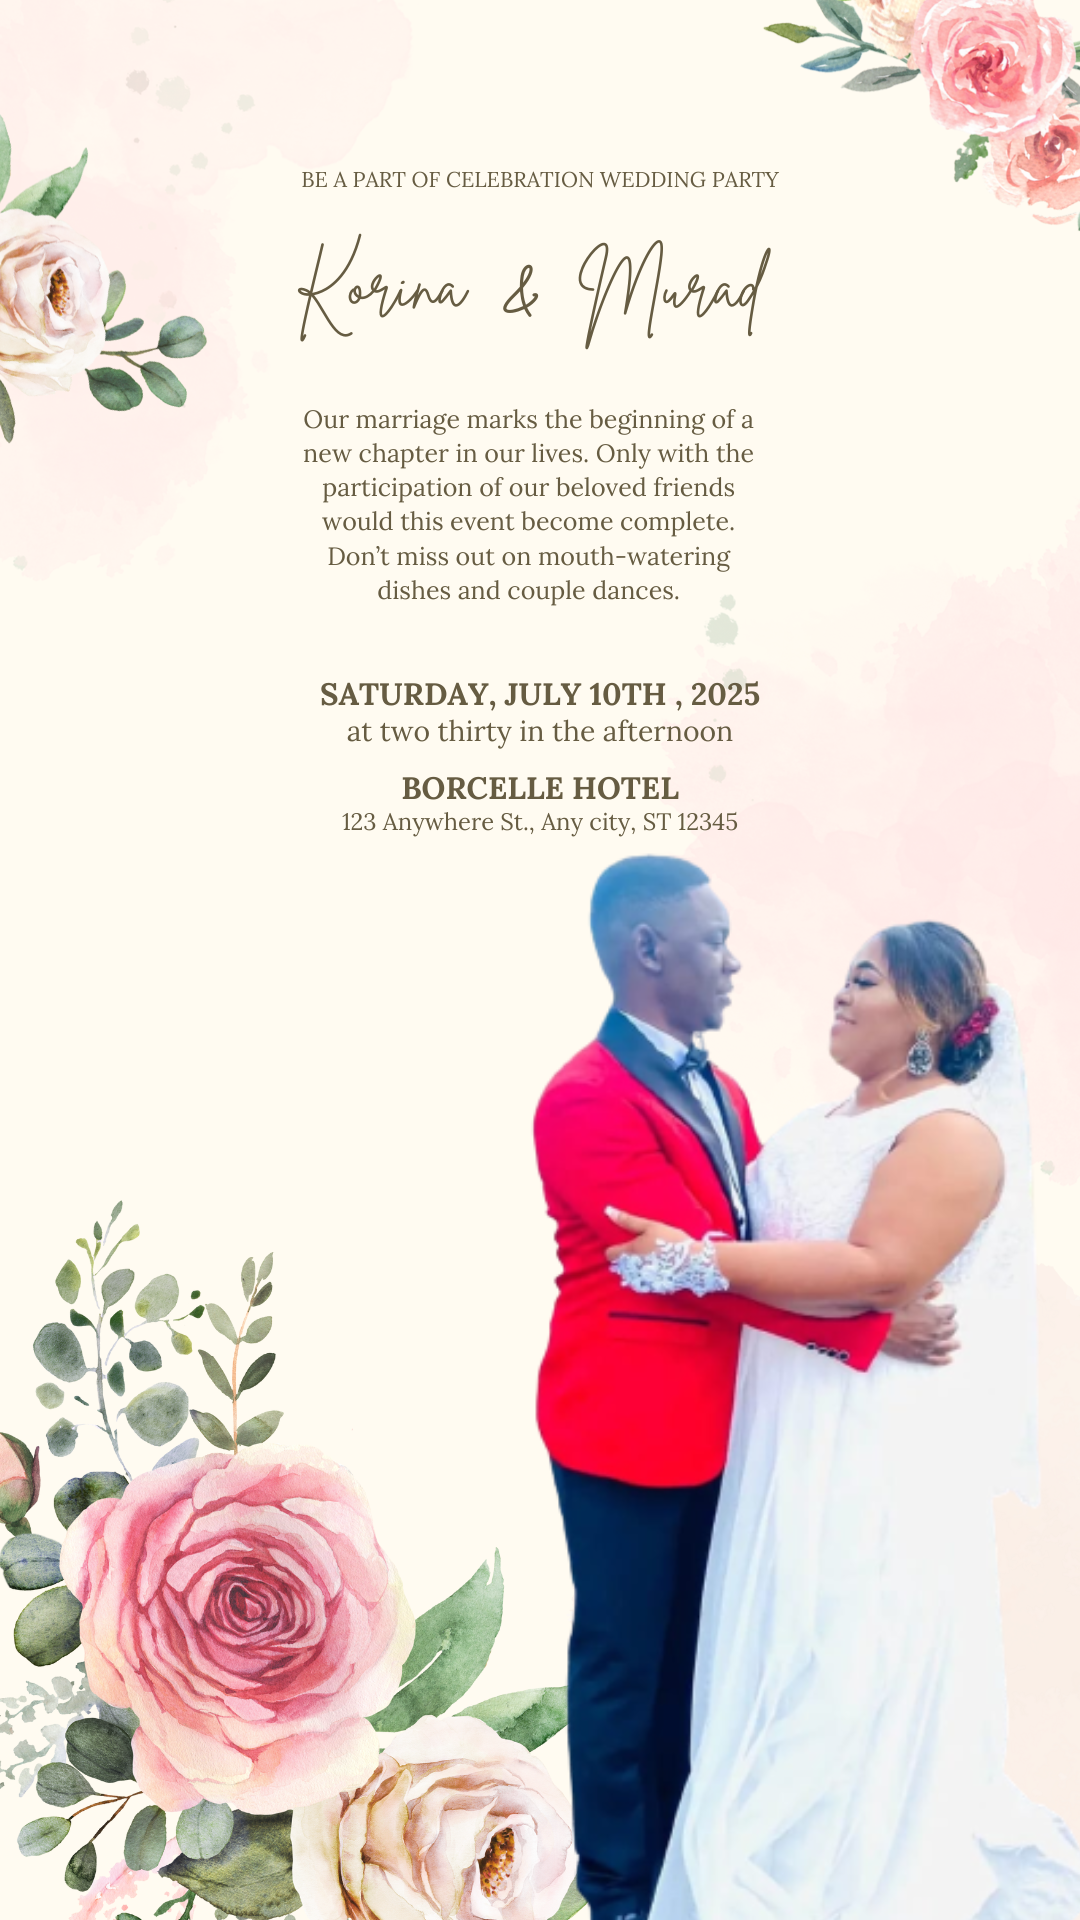 BE A PART OF CELEBRATION WEDDING PARTY
Korina & Murad
Our marriage marks the beginning of a
new chapter in our lives. Only with the
participation of our beloved friends
would this event become complete.
Don’t miss out on mouth-watering
dishes and couple dances.
SATURDAY, JULY 10TH , 2025
at two thirty in the afternoon
BORCELLE HOTEL
123 Anywhere St., Any city, ST 12345